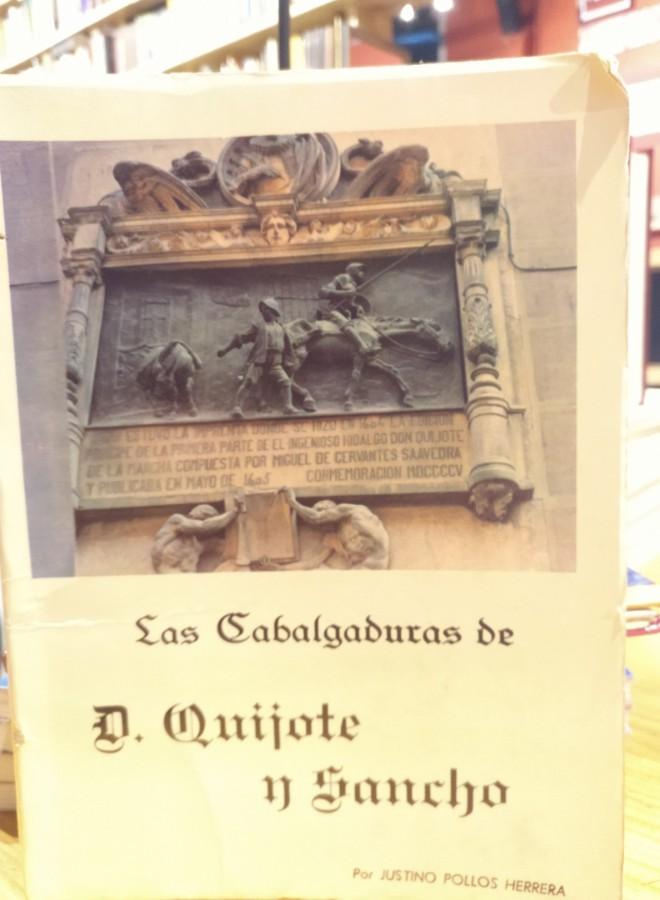 ESTUVO LA IMPRENTA DONDE SE HIZO EN 1604 LA EDICION
PRINCIPE DE LA PRIMERA PARTE DE EL INGENIOSO HIDALGO DON QUIJOTE
DE LA MANCHA COMPUESTA POR MIGUEL DE CERVANTES SAAVEDRA
Y PUBLICADA EN MAYO DE 1605 CONMEMORACION MDCCCCV
Las Cabalgaduras de
D. Quijote
y Sancho
Por JUSTINO POLLOS HERRERA